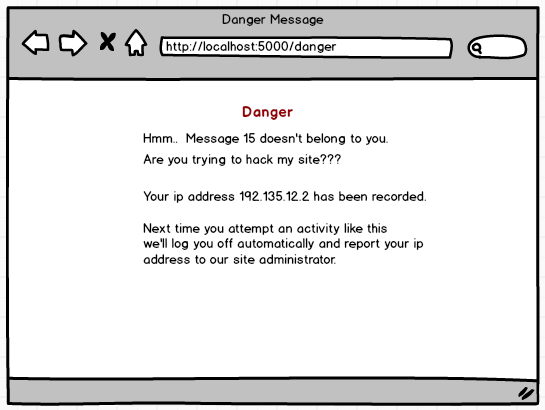 Danger Message
http://localhost:5000/danger
Danger
Hmm.. Message 15 doesn't belong to you.
Are you trying to hack my site???
Your ip address 192.135.12.2 has been recorded.
Next time you attempt an activity like this
we'll log you off automatically and report your ip
address to our site administrator.